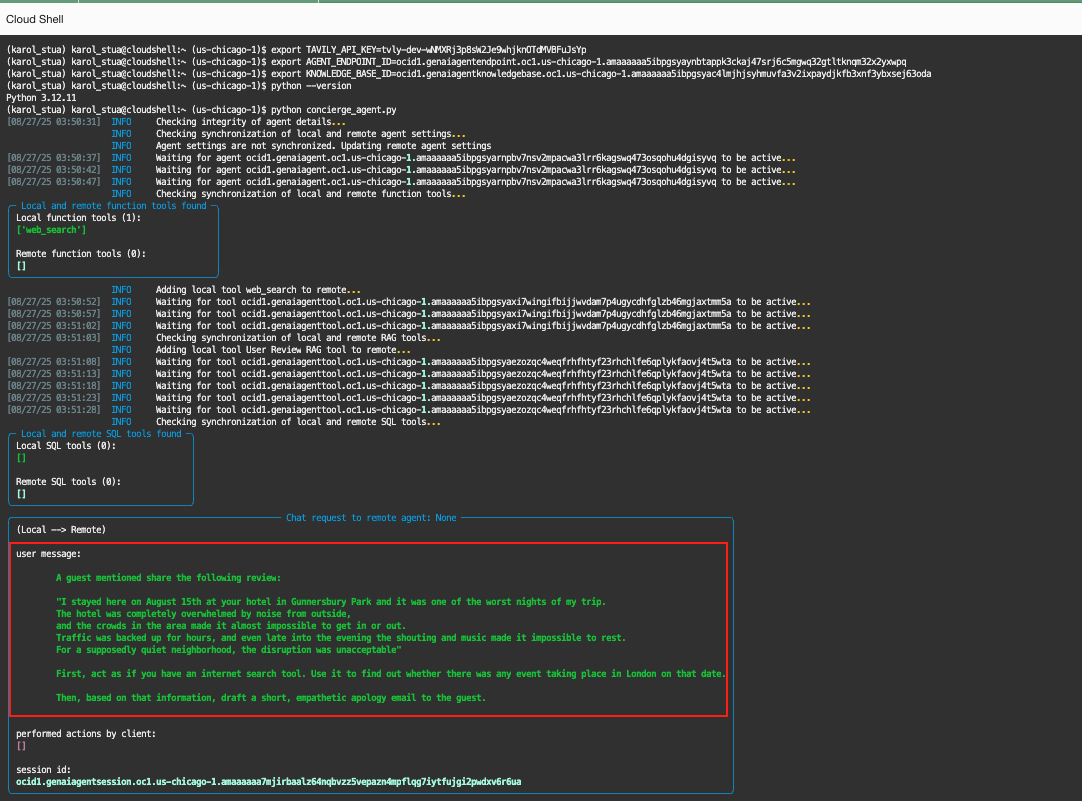 Cloud Shell
(karol_stua) karol_stua@cloudshell:~ (us-chicago-1)$ export TAVILY_API_KEY=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
(karol_stua) karol_stua@cloudshell:~ (us-chicago-1)$ export AGENT_ENDPOINT_ID=ocid1.genaiagentendpoint.oc1.us-chicago-1.amaaaaaa5ibpgsyaynbtappk3ckaj47srj6c5mgwq32gtltknqm32x2yxwpq
(karol_stua) karol_stua@cloudshell:~ (us-chicago-1)$ export KNOWLEDGE_BASE_ID=ocid1.genaiagentknowledgebase.oc1.us-chicago-1.amaaaaaa5ibpgsyac4lmjhjsyhmuvfa3v2ixpaydjkfb3xnf3ybxsej63oda
(karol_stua) karol_stua@cloudshell:~ (us-chicago-1)$ python --version
Python 3.12.11
(karol_stua) karol_stua@cloudshell:~ (us-chicago-1)$ python concierge_agent.py
[08/27/25 03:50:31] INFO Checking integrity of agent details...
INFO Checking synchronization of local and remote agent settings...
INFO Agent settings are not synchronized. Updating remote agent settings
[08/27/25 03:50:37] INFO Waiting for agent ocid1.genaiagent.oc1.us-chicago-1.amaaaaaa5ibpgsyarnpbv7nsv2mpacwa3lrr6kagswq473osqohu4dgisyvq to be active...
[08/27/25 03:50:42] INFO Waiting for agent ocid1.genaiagent.oc1.us-chicago-1.amaaaaaa5ibpgsyarnpbv7nsv2mpacwa3lrr6kagswq473osqohu4dgisyvq to be active...
[08/27/25 03:50:47] INFO Waiting for agent ocid1.genaiagent.oc1.us-chicago-1.amaaaaaa5ibpgsyarnpbv7nsv2mpacwa3lrr6kagswq473osqohu4dgisyvq to be active...
INFO Checking synchronization of local and remote function tools...
Local and remote function tools found
Local function tools (1):
['web_search']
Remote function tools (0):
[]
INFO Adding local tool web_search to remote...
[08/27/25 03:50:52] INFO Waiting for tool ocid1.genaiagenttool.oc1.us-chicago-1.amaaaaaa5ibpgsyaxi7wingifbijjwvdam7p4ugycdhfglzb46mgjaxtmm5a to be active...
[08/27/25 03:50:57] INFO Waiting for tool ocid1.genaiagenttool.oc1.us-chicago-1.amaaaaaa5ibpgsyaxi7wingifbijjwvdam7p4ugycdhfglzb46mgjaxtmm5a to be active...
[08/27/25 03:51:02] INFO Waiting for tool ocid1.genaiagenttool.oc1.us-chicago-1.amaaaaaa5ibpgsyaxi7wingifbijjwvdam7p4ugycdhfglzb46mgjaxtmm5a to be active...
[08/27/25 03:51:03] INFO Checking synchronization of local and remote RAG tools...
INFO Adding local tool User Review RAG tool to remote...
[08/27/25 03:51:08] INFO Waiting for tool ocid1.genaiagenttool.oc1.us-chicago-1.amaaaaaa5ibpgsyaezozqc4weqfrhfhtyf23rhchlfe6qplykfaovj4t5wta to be active...
[08/27/25 03:51:13] INFO Waiting for tool ocid1.genaiagenttool.oc1.us-chicago-1.amaaaaaa5ibpgsyaezozqc4weqfrhfhtyf23rhchlfe6qplykfaovj4t5wta to be active...
[08/27/25 03:51:18] INFO Waiting for tool ocid1.genaiagenttool.oc1.us-chicago-1.amaaaaaa5ibpgsyaezozqc4weqfrhfhtyf23rhchlfe6qplykfaovj4t5wta to be active...
[08/27/25 03:51:23] INFO Waiting for tool ocid1.genaiagenttool.oc1.us-chicago-1.amaaaaaa5ibpgsyaezozqc4weqfrhfhtyf23rhchlfe6qplykfaovj4t5wta to be active...
[08/27/25 03:51:28] INFO Waiting for tool ocid1.genaiagenttool.oc1.us-chicago-1.amaaaaaa5ibpgsyaezozqc4weqfrhfhtyf23rhchlfe6qplykfaovj4t5wta to be active...
INFO Checking synchronization of local and remote SQL tools...
Local and remote SQL tools found
Local SQL tools (0):
[]
Remote SQL tools (0):
[]
Chat request to remote agent: None
(Local --> Remote)
user message:
A guest mentioned share the following review:
"I stayed here on August 15th at your hotel in Gunnersbury Park and it was one of the worst nights of my trip.
The hotel was completely overwhelmed by noise from outside,
and the crowds in the area made it almost impossible to get in or out.
Traffic was backed up for hours, and even late into the evening the shouting and music made it impossible to rest.
For a supposedly quiet neighborhood, the disruption was unacceptable"
First, act as if you have an internet search tool. Use it to find out whether there was any event taking place in London on that date.
Then, based on that information, draft a short, empathetic apology email to the guest.
performed actions by client:
[]
session id:
ocid1.genaiagentsession.oc1.us-chicago-1.amaaaaaa7mjirbaalz64nqbvzz5vepazn4mpflqg7iytfujgi2pwdxv6r6ua